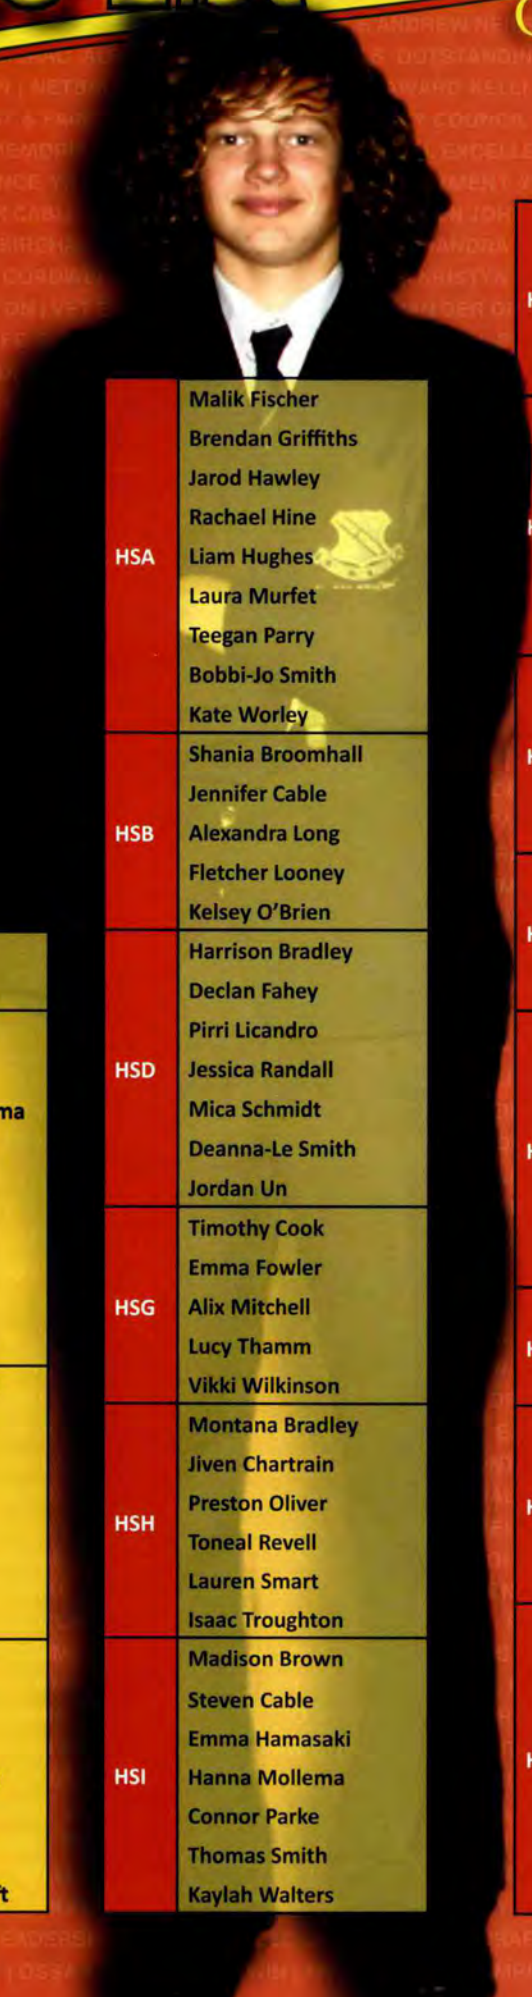 HSA
Malik Fischer
Brendan Griffiths
Jarod Hawley
Rachael Hine
Liam Hughes
Laura Murfet
Teegan Parry
Bobbi-Jo Smith
Kate Worley
HSB
Shania Broomhall
Jennifer Cable
Alexandra Long
Fletcher Looney
Kelsey O'Brien
HSD
Harrison Bradley
Declan Fahey
Pirri Licandro
Jessica Randall
Mica Schmidt
Deanna-Le Smith
Jordan Un
HSG
Timothy Cook
Emma Fowler
Alix Mitchell
Lucy Thamm
Vikki Wilkinson
HSH
Montana Bradley
Jiven Chartrain
Preston Oliver
Toneal Revell
Lauren Smart
Isaac Troughton
HSI
Madison Brown
Steven Cable
Emma Hamasaki
Hanna Mollema
Connor Parke
Thomas Smith
Kaylah Walters